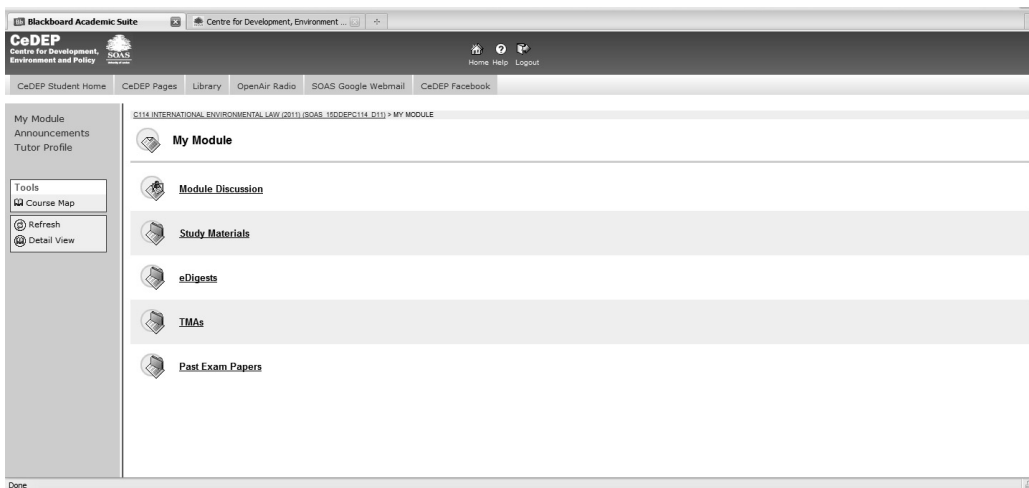 Blackboard Academic Suite
Centre for Development, Environment ...
CeDEP
Centre for Development,
Environment and Policy
SOAS
Home Help Logout
CeDEP Student Home CeDEP Pages Library OpenAir Radio SOAS Google Webmail CeDEP Facebook
My Module
Announcements
Tutor Profile
Tools
Course Map
Refresh
Detail View
C114 INTERNATIONAL ENVIRONMENTAL LAW (2011) (SOAS_15DDEPC114_D11) > MY MODULE
My Module
Module Discussion
Study Materials
eDigests
TMAs
Past Exam Papers
Done